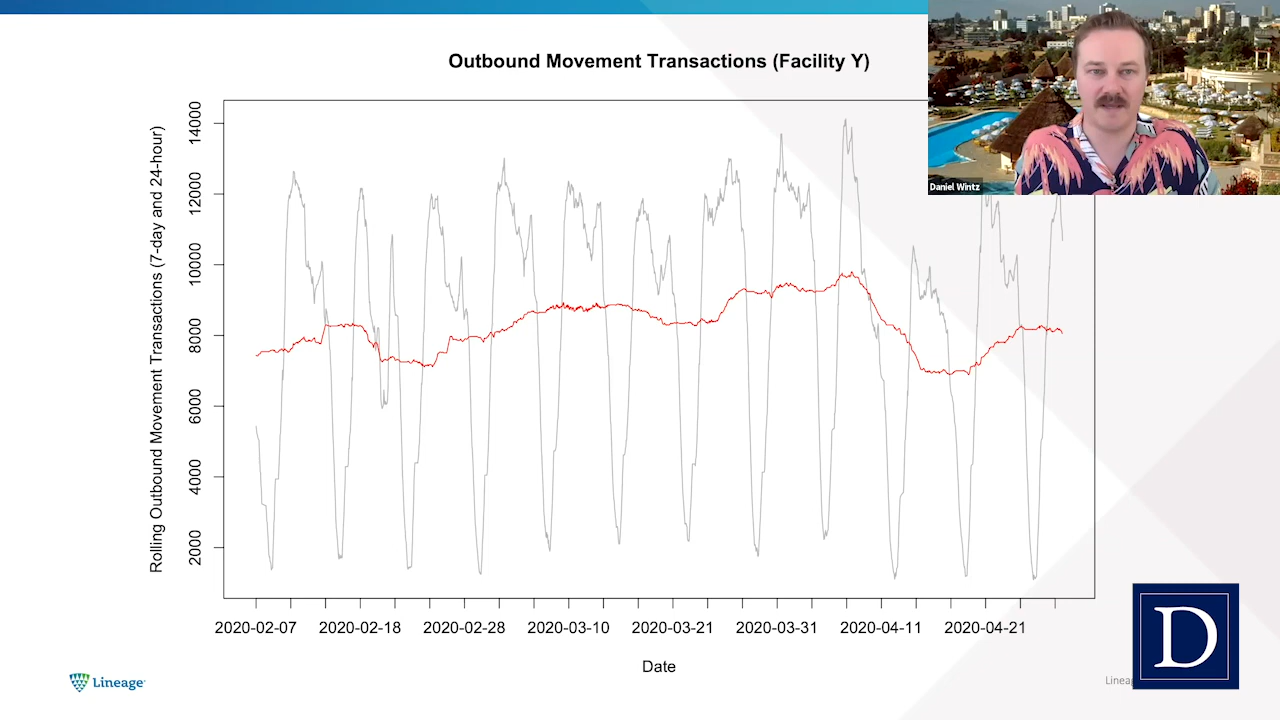 Outbound Movement Transactions (Facility Y)
Daniel Wintz
Rolling Outbound Movement Transactions (7-day and 24-hour)
14000
12000
10000
8000
6000
4000
2000
2020-02-07 2020-02-18 2020-02-28 2020-03-10 2020-03-21 2020-03-31 2020-04-11 2020-04-21
Date
Lineage
D